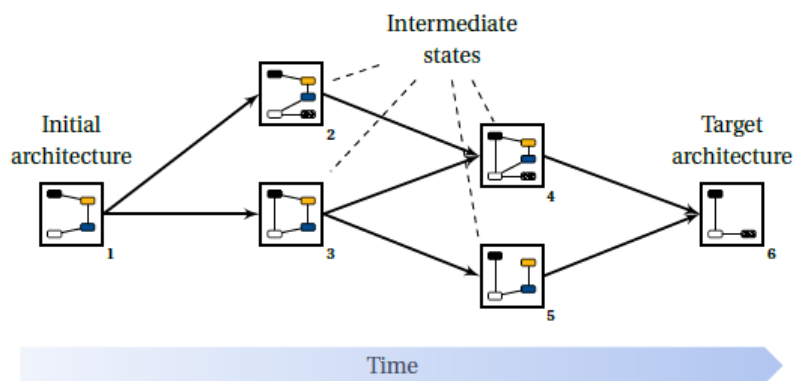 Intermediate
states
Initial
architecture
Target
architecture
2
4
1
3
6
5
Time